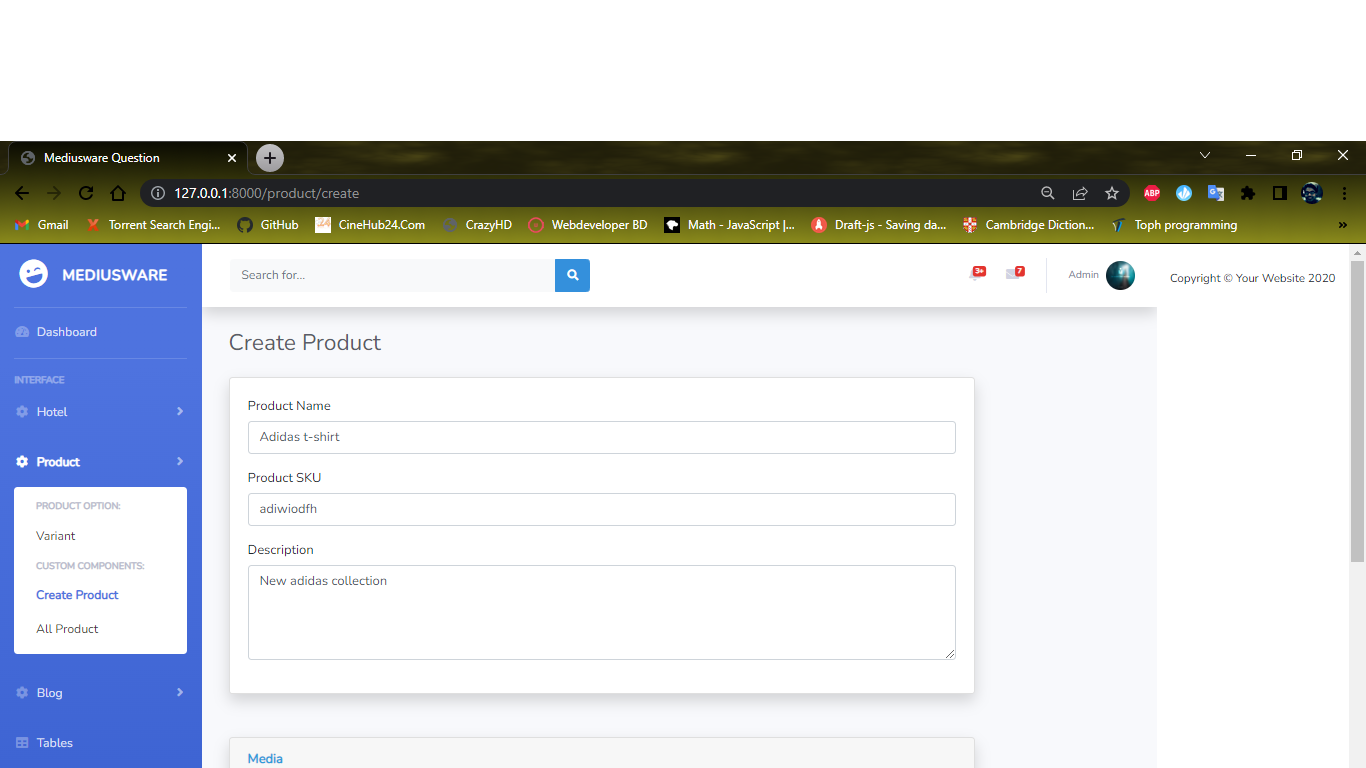 Mediusware Question
127.0.0.1:8000/product/create
ABP
Gmail
Torrent Search Engi...
GitHub
CineHub24.Com
CrazyHD
Webdeveloper BD
Math - JavaScript |...
Draft-js - Saving da...
Cambridge Diction...
Toph programming
»
MEDIUSWARE
Search for...
3+
7
Admin
Copyright © Your Website 2020
Dashboard
INTERFACE
Hotel
Product
PRODUCT OPTION:
Variant
CUSTOM COMPONENTS:
Create Product
All Product
Blog
Tables
Create Product
Product Name
Adidas t-shirt
Product SKU
adiwiodfh
Description
New adidas collection
Media